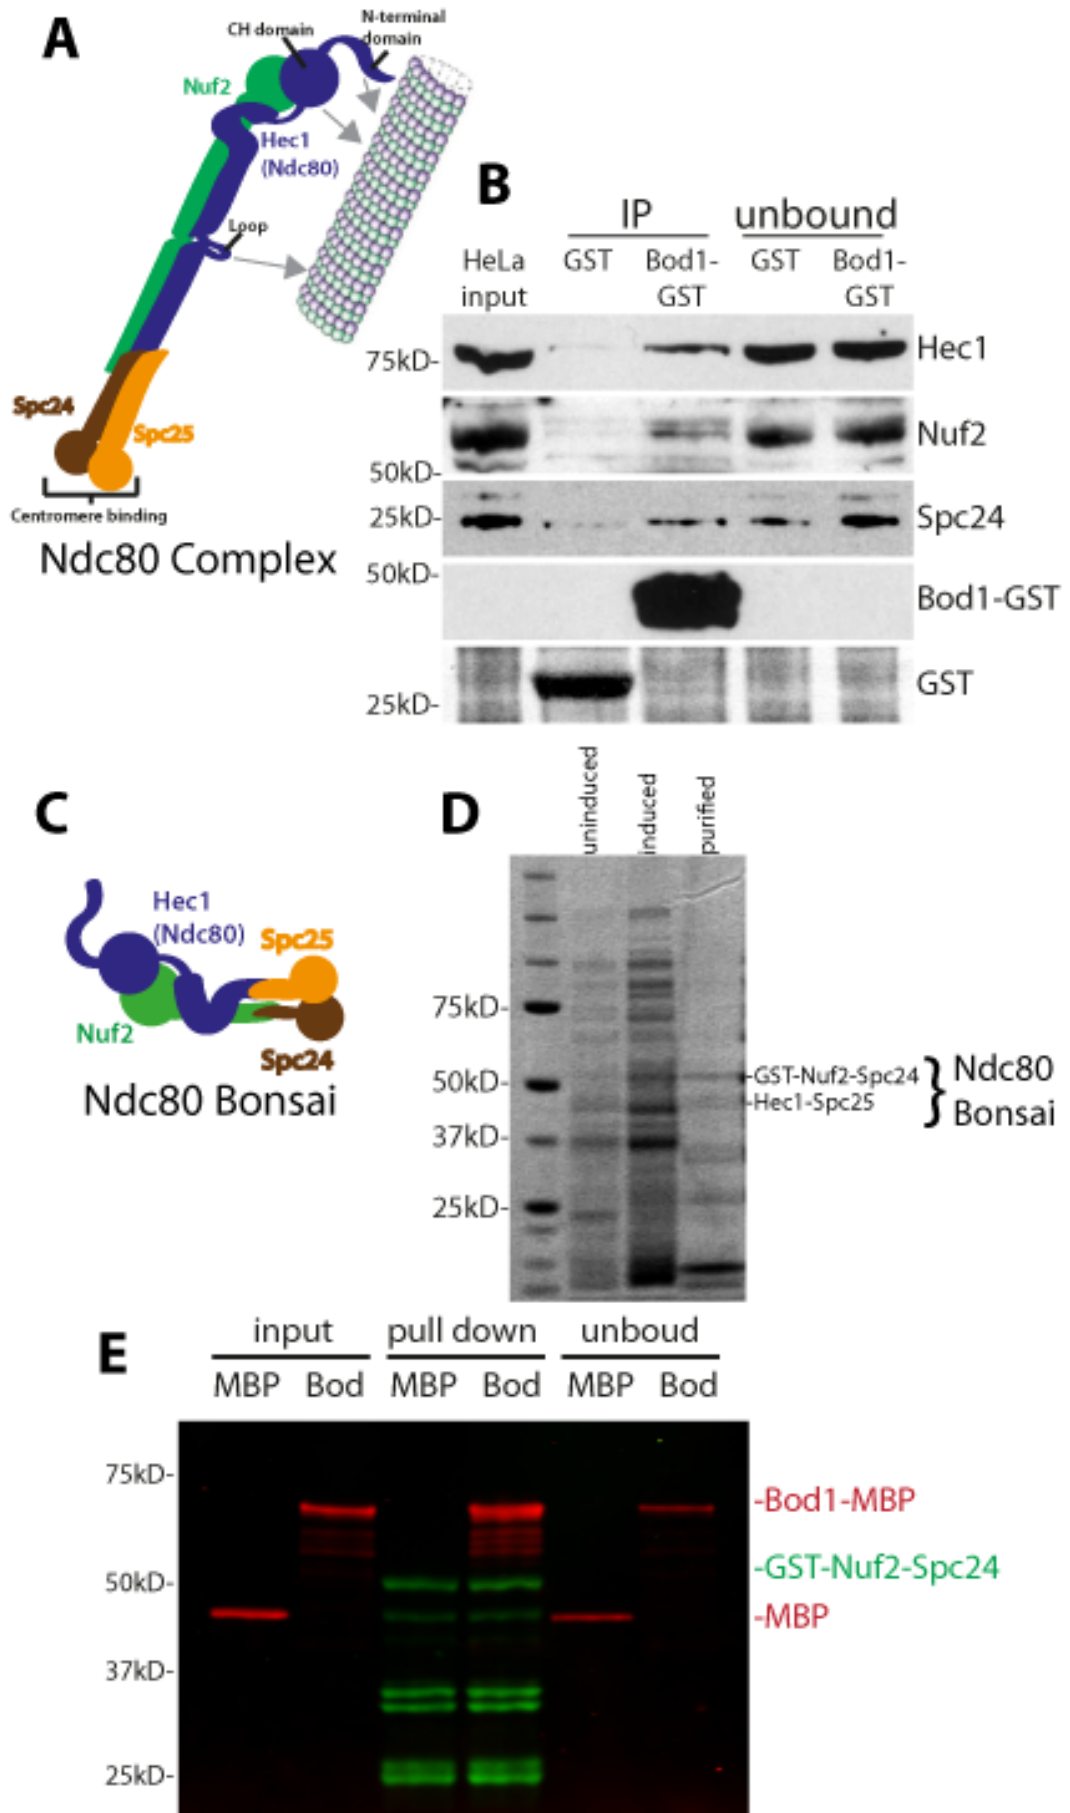 A
CH domain
N-terminal
domain
Nuf2
Hec1
(Ndc80)
Loop
Spc24
Spc25
Centromere binding
Ndc80 Complex
B
IP
unbound
HeLa
input
GST
Bod1-
GST
GST
Bod1-
GST
75kD-
Hec1
Nuf2
50kD-
25kD-
Spc24
50kD-
Bod1-GST
25kD-
GST
C
Hec1
(Ndc80)
Spc25
Nuf2
Spc24
Ndc80 Bonsai
D
uninduced
induced
purified
75kD-
50kD-
37kD-
25kD-
-GST-Nuf2-Spc24
-Hec1-Spc25
} Ndc80
Bonsai
E
input
pull down
unboud
MBP
Bod
MBP
Bod
MBP
Bod
75kD-
50kD-
37kD-
25kD-
-Bod1-MBP
-GST-Nuf2-Spc24
-MBP